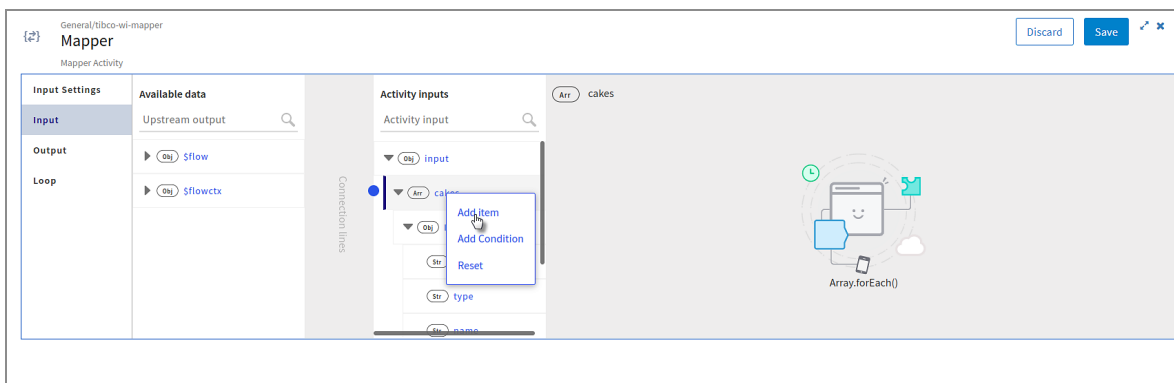 General/tibco-wi-mapper
Mapper
Mapper Activity
Discard
Save
Input Settings
Input
Output
Loop
Available data
Upstream output
Obj $flow
Obj $flowctx
Connection lines
Activity inputs
Activity input
Obj input
Arr cakes
Add item
Add Condition
Reset
Obj
Str
Str type
Str name
Arr cakes
Array.forEach()